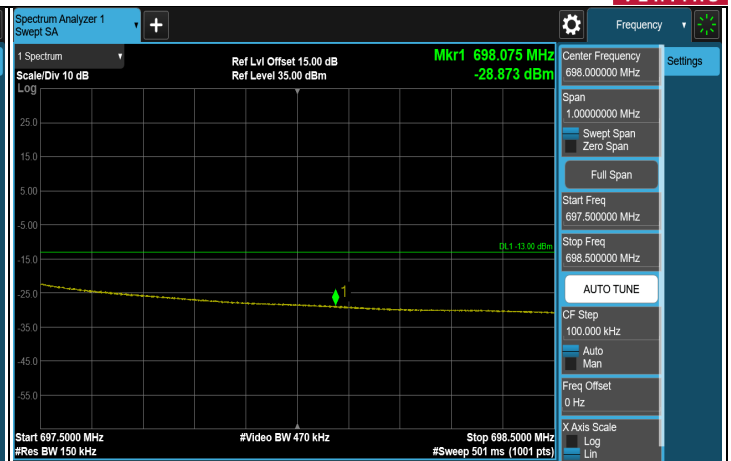 Spectrum Analyzer 1
Swept SA
+
Frequency
1 Spectrum
Scale/Div 10 dB
Log
Ref Lvl Offset 15.00 dB
Ref Level 35.00 dBm
Mkr1 698.075 MHz
-28.873 dBm
25.0
15.0
5.00
-5.00
-15.0
-25.0
-35.0
-45.0
-55.0
DL1 -13.00 dBm
1
Start 697.5000 MHz
#Res BW 150 kHz
#Video BW 470 kHz
Stop 698.5000 MHz
#Sweep 501 ms (1001 pts)
Center Frequency
698.000000 MHz
Settings
Span
1.00000000 MHz
Swept Span
Zero Span
Full Span
Start Freq
697.500000 MHz
Stop Freq
698.500000 MHz
AUTO TUNE
CF Step
100.000 kHz
Auto
Man
Freq Offset
0 Hz
X Axis Scale
Log
Lin